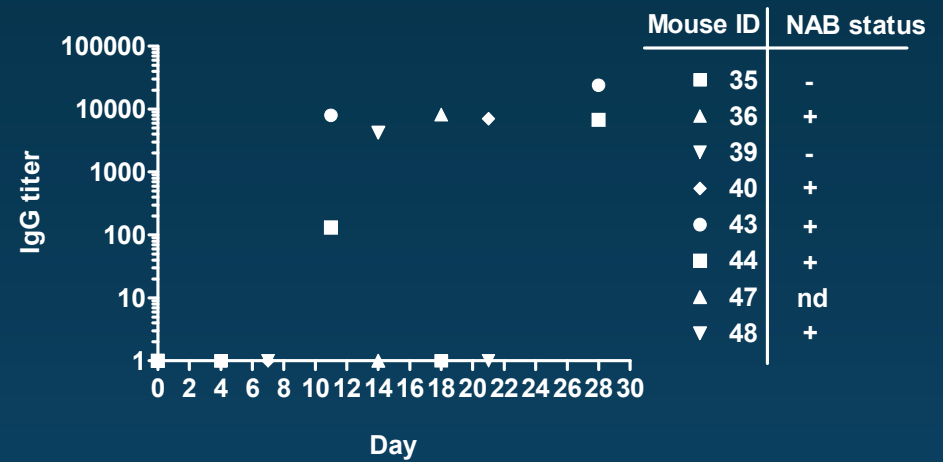 Mouse ID NAB status
100000
10000
1000
100
10
1
IgG titer
0 2 4 6 8 10 12 14 16 18 20 22 24 26 28 30
Day
35 -
36 +
39 -
40 +
43 +
44 +
47 nd
48 +